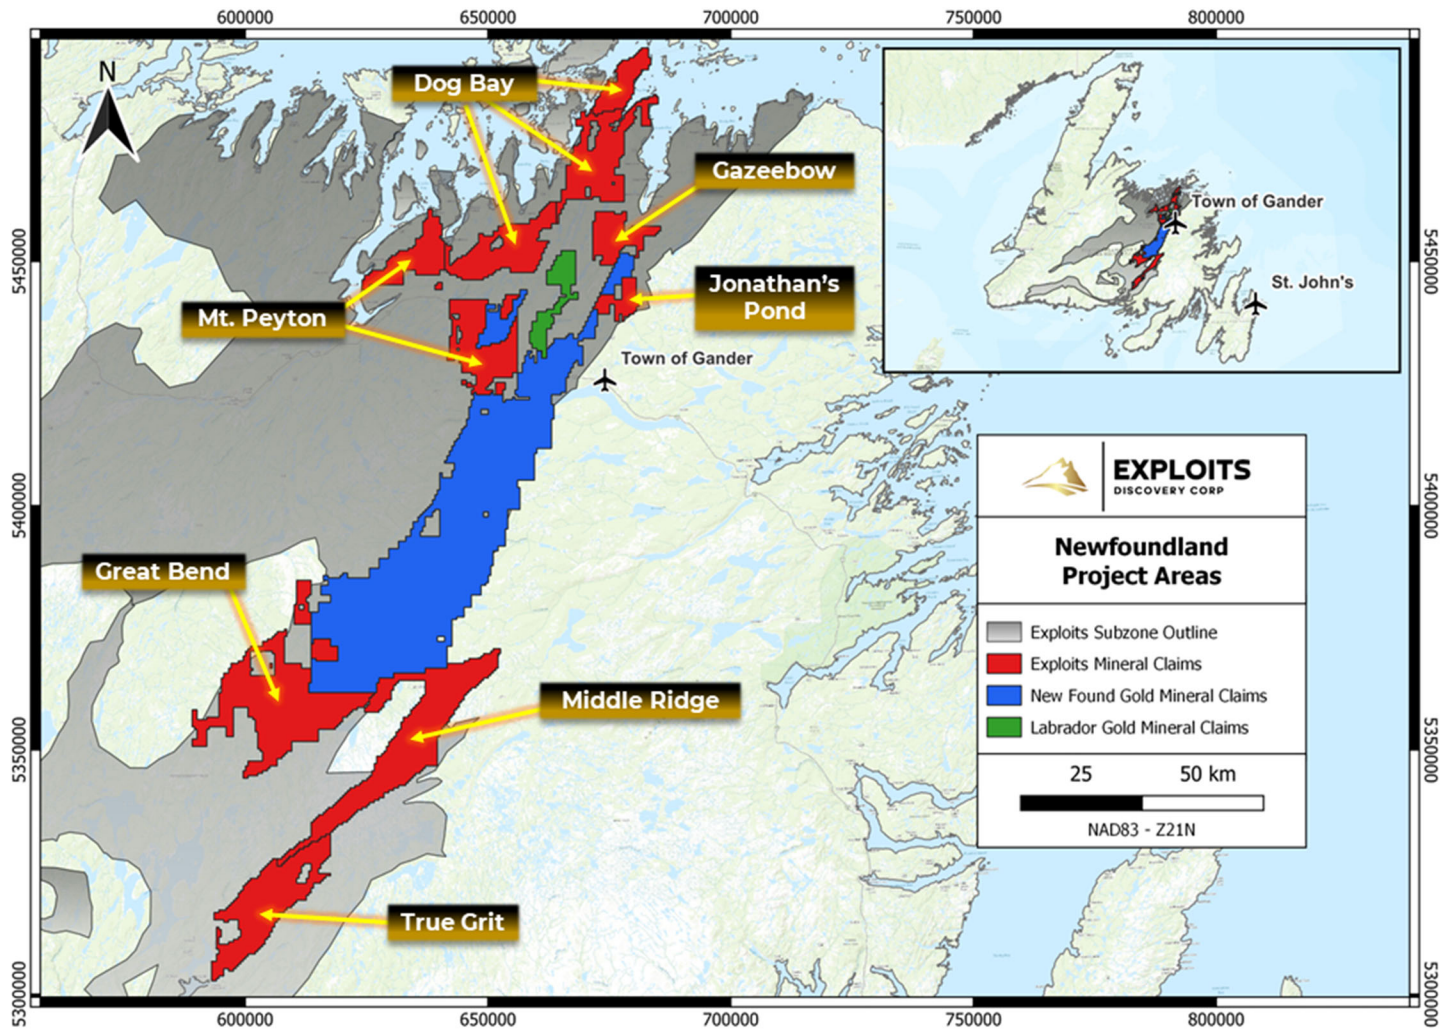 600000
650000
700000
750000
800000
N
Dog Bay
Gazeebow
Town of Gander
St. John's
5450000
5450000
Jonathan's
Pond
Mt. Peyton
Town of Gander
EXPLOITS
DISCOVERY CORP
5400000
5400000
Newfoundland
Project Areas
Great Bend
Exploits Subzone Outline
Exploits Mineral Claims
New Found Gold Mineral Claims
Labrador Gold Mineral Claims
Middle Ridge
5350000
5350000
25
50 km
NAD83 - Z21N
True Grit
5300000
5300000
600000
650000
700000
750000
800000